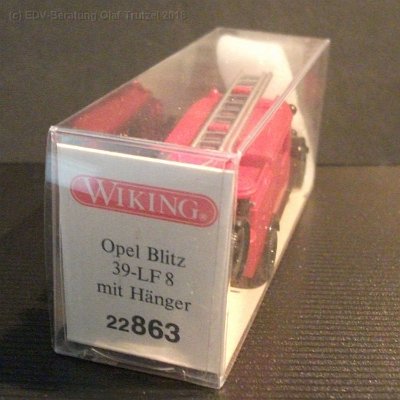 (c) EDV-Beratung Olaf Trutzel 2018
WIKING®
Opel Blitz
39-LF 8
mit Hänger
22863